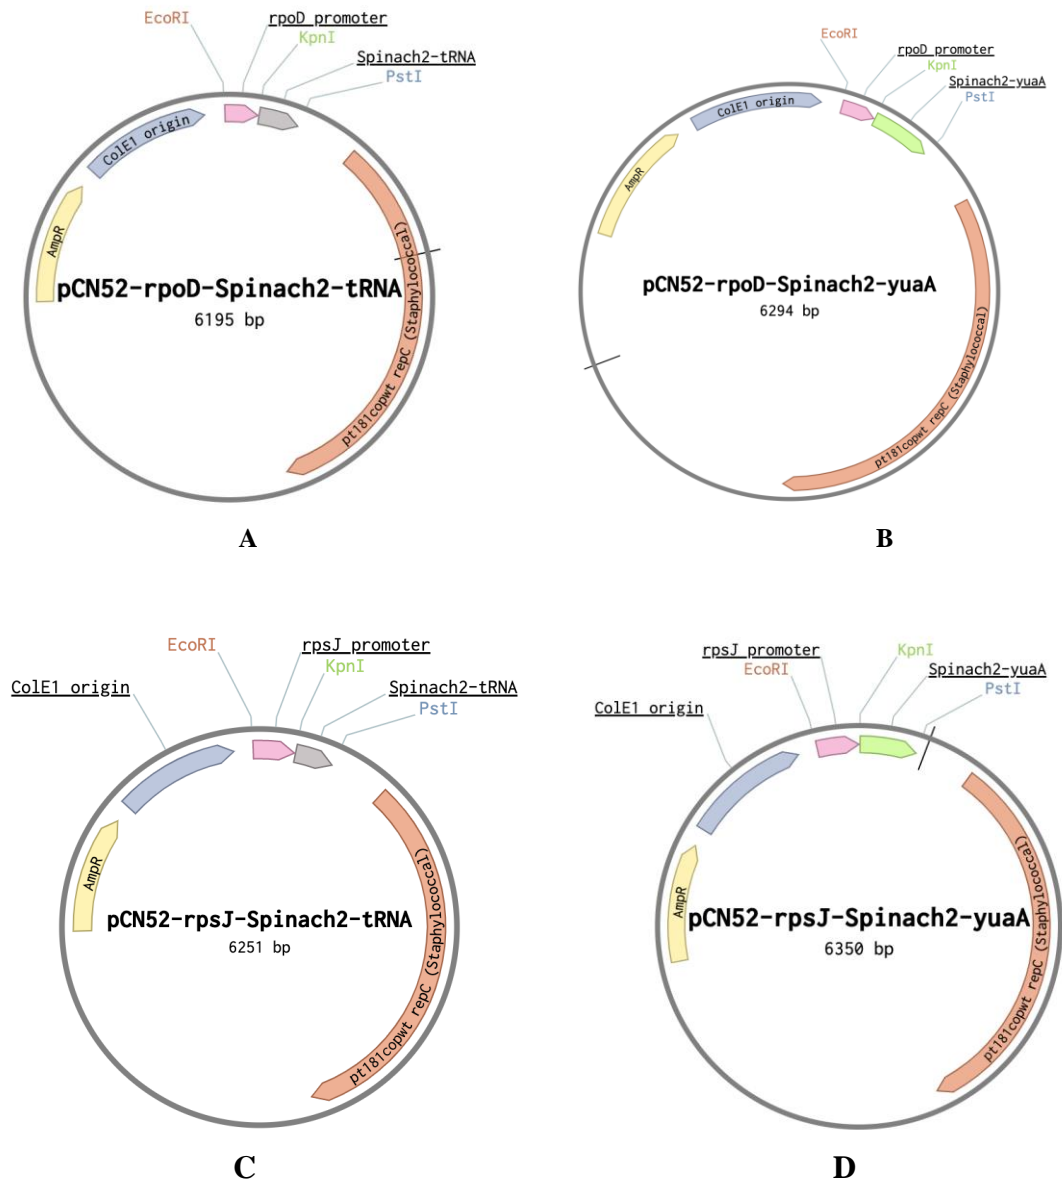 EcoRI
rpoD promoter
KpnI
Spinach2-tRNA
PstI
ColE1 origin
AmpR
pt181copwt repC (Staphylococcal)
pCN52-rpoD-Spinach2-tRNA
6195 bp
A
EcoRI
rpoD promoter
KpnI
Spinach2-yuaA
PstI
ColE1 origin
AmpR
pt181copwt repC (Staphylococcal)
pCN52-rpoD-Spinach2-yuaA
6294 bp
B
EcoRI
rpsJ promoter
KpnI
ColE1 origin
Spinach2-tRNA
PstI
AmpR
pt181copwt repC (Staphylococcal)
pCN52-rpsJ-Spinach2-tRNA
6251 bp
C
rpsJ promoter
KpnI
EcoRI
Spinach2-yuaA
PstI
ColE1 origin
AmpR
pt181copwt repC (Staphylococcal)
pCN52-rpsJ-Spinach2-yuaA
6350 bp
D